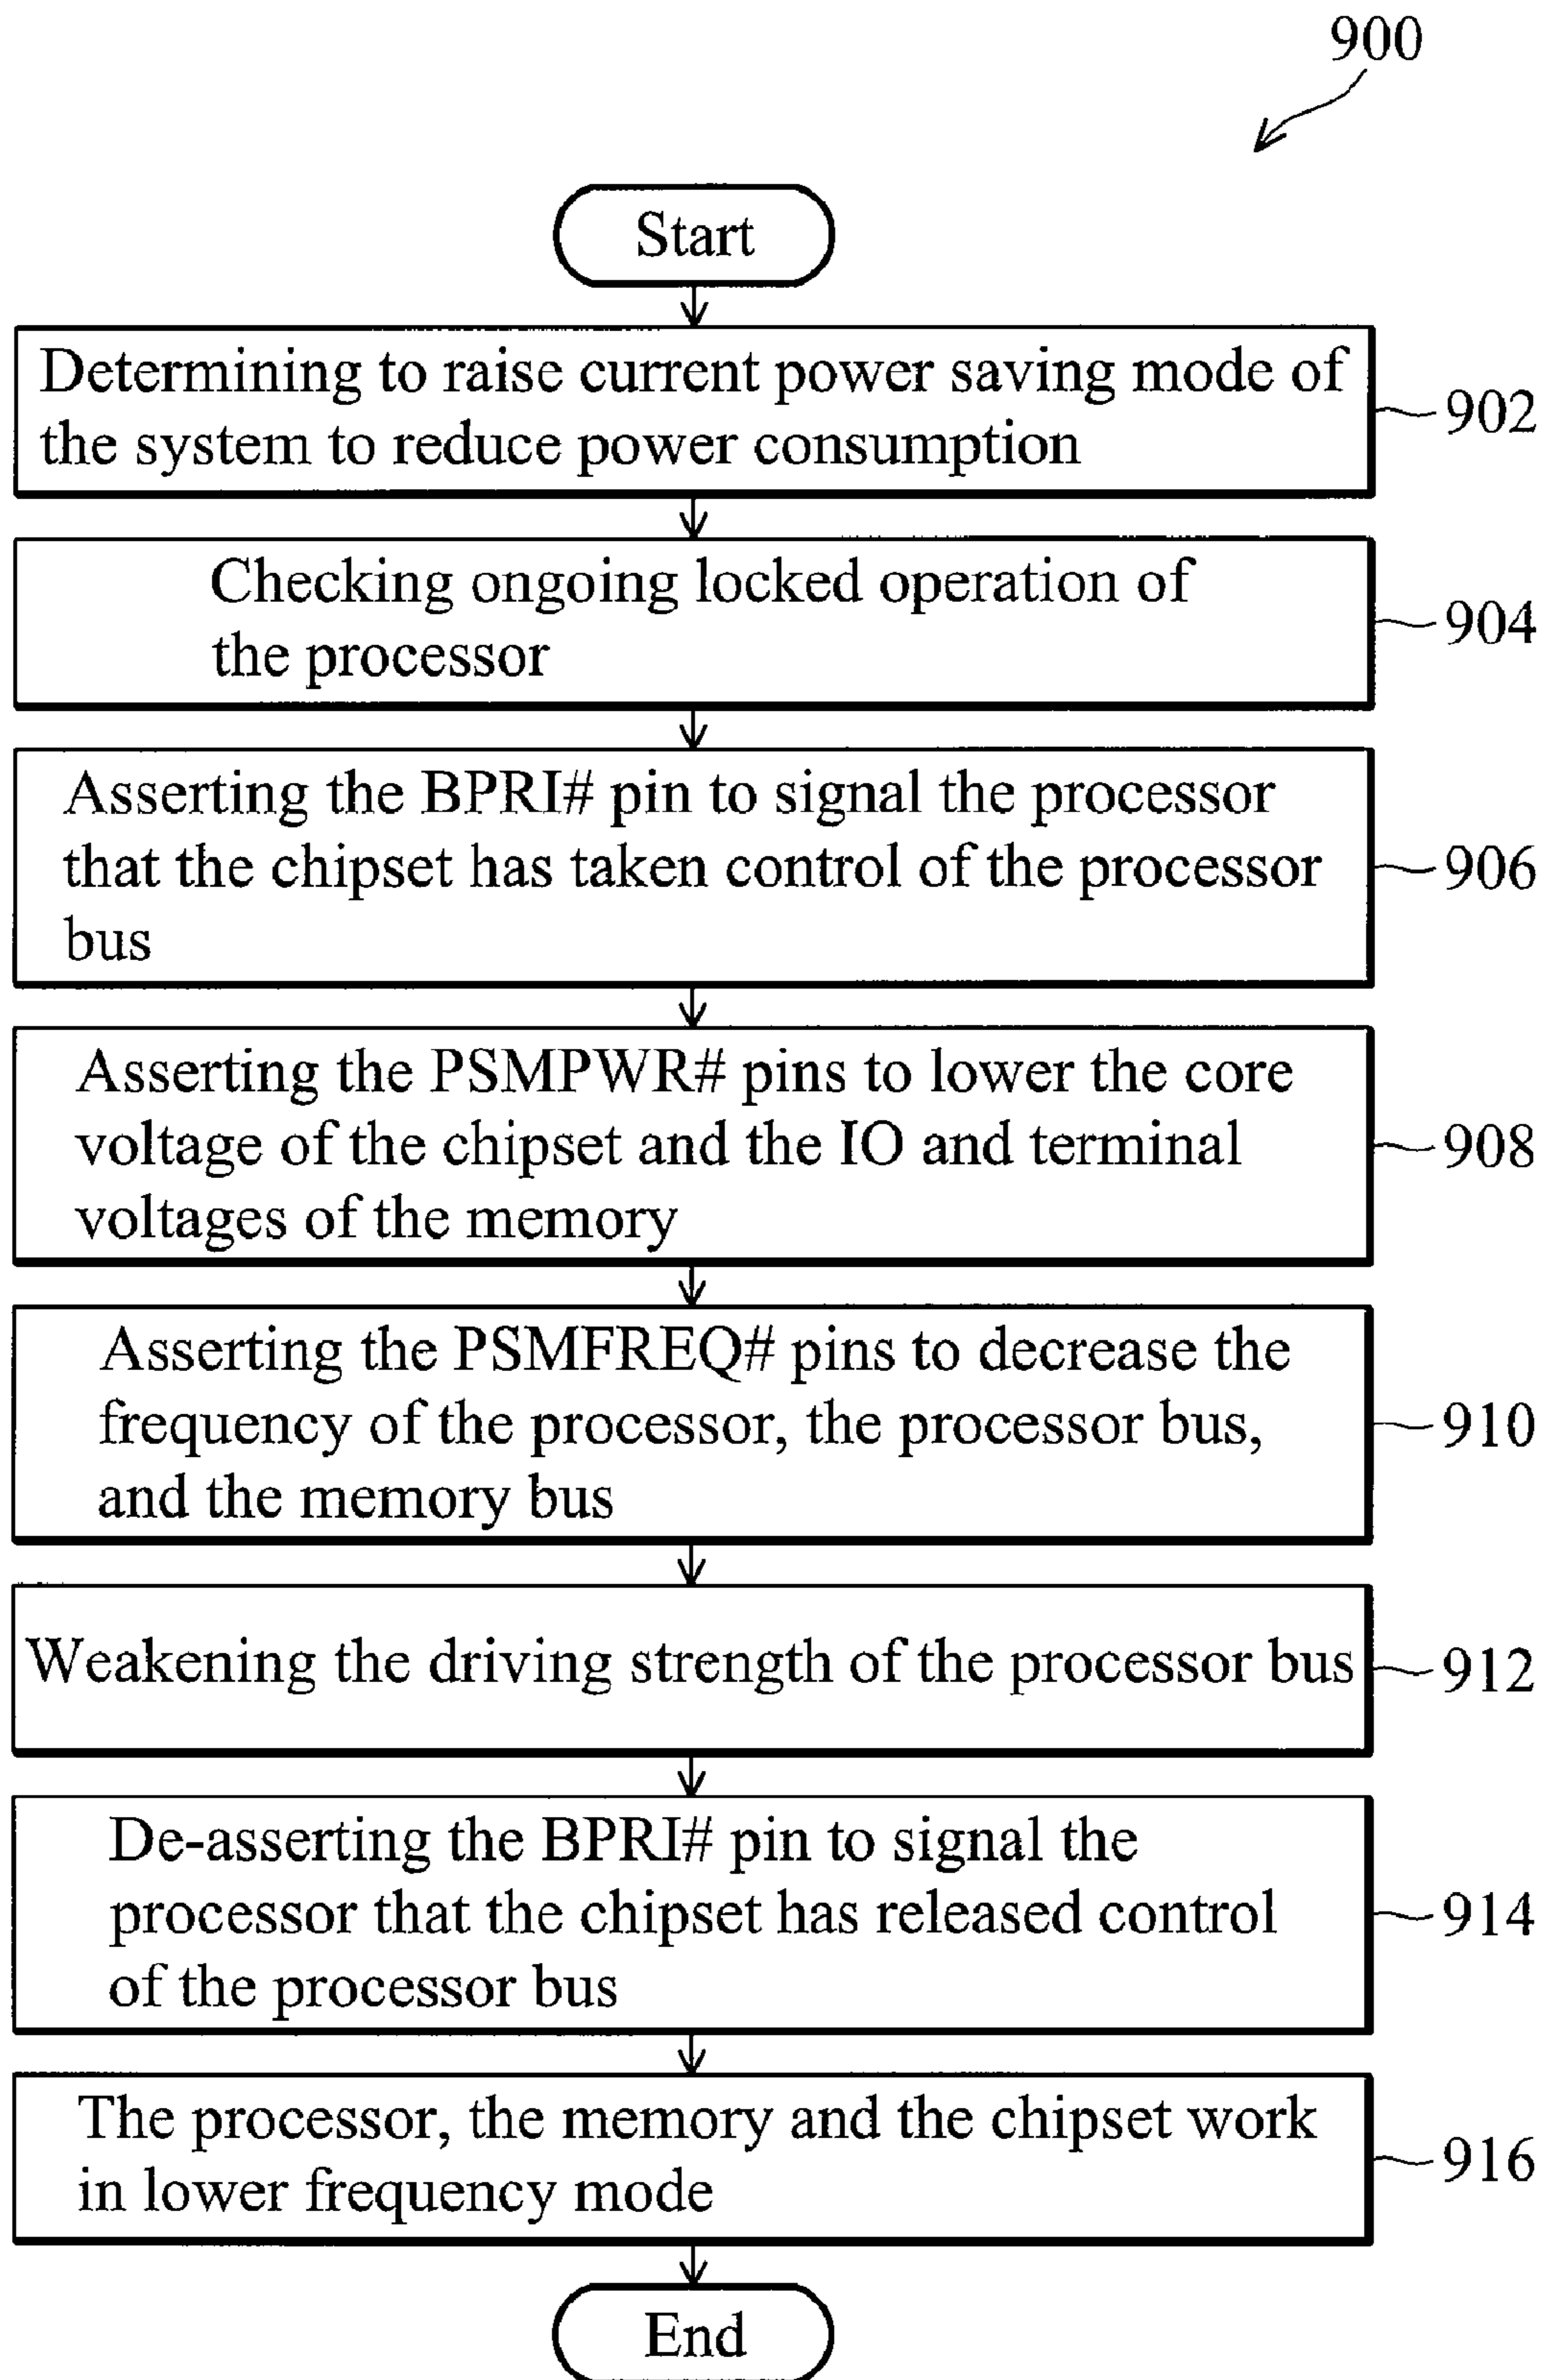 900
Start
Determining to raise current power saving mode of
the system to reduce power consumption
902
Checking ongoing locked operation of
the processor
904
Asserting the BPRI# pin to signal the processor
that the chipset has taken control of the processor
bus
906
Asserting the PSMPWR# pins to lower the core
voltage of the chipset and the IO and terminal
voltages of the memory
908
Asserting the PSMFREQ# pins to decrease the
frequency of the processor, the processor bus,
and the memory bus
910
Weakening the driving strength of the processor bus
912
De-asserting the BPRI# pin to signal the
processor that the chipset has released control
of the processor bus
914
The processor, the memory and the chipset work
in lower frequency mode
916
End